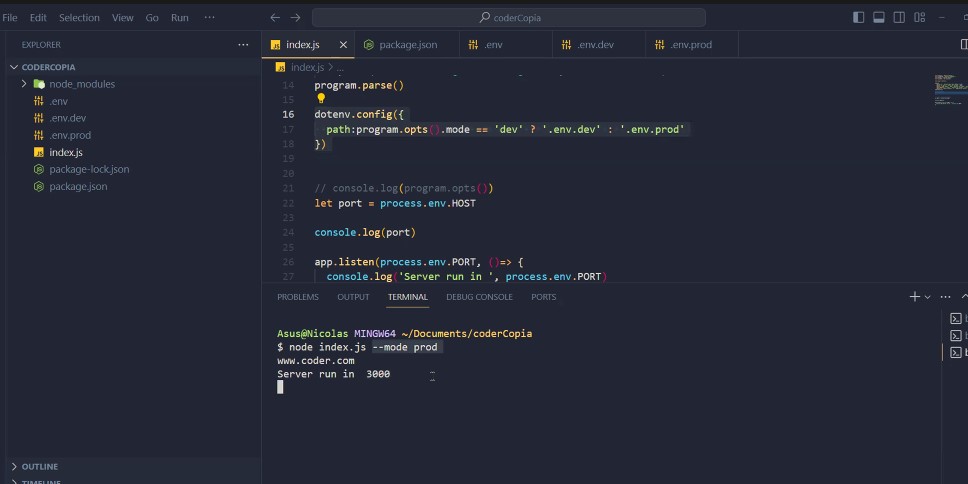 File Edit Selection View Go Run ···
coderCopia
EXPLORER ···
CODERCOPIA
node_modules
.env
.env.dev
.env.prod
index.js
package-lock.json
package.json
OUTLINE
TIMELINE
index.js package.json .env .env.dev .env.prod
index.js > ...
14 program.parse()
15
16 dotenv.config({
17 path:program.opts().mode == 'dev' ? '.env.dev' : '.env.prod'
18 })
19
20
21 // console.log(program.opts())
22 let port = process.env.HOST
23
24 console.log(port)
25
26 app.listen(process.env.PORT, ()=> {
27 console.log('Server run in ', process.env.PORT)
PROBLEMS OUTPUT TERMINAL DEBUG CONSOLE PORTS
Asus@Nicolas MINGW64 ~/Documents/coderCopia
$ node index.js --mode prod
www.coder.com
Server run in 3000